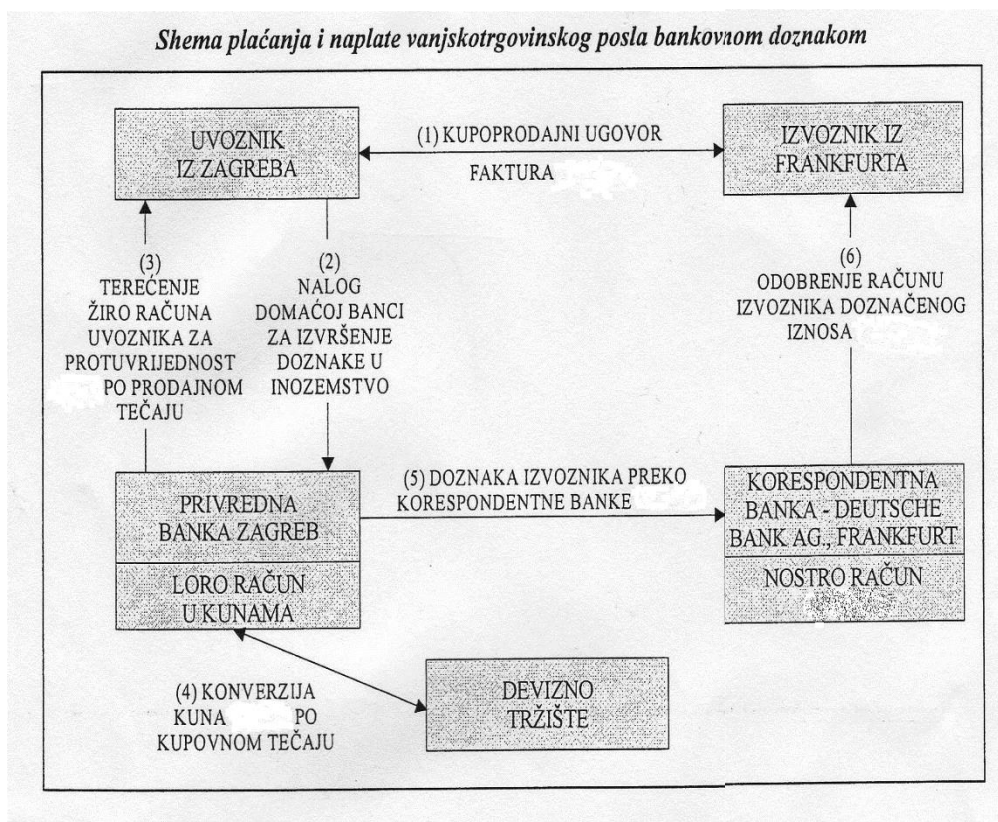 Shema plaćanja i naplate vanjskotrgovinskog posla bankovnom doznakom
UVOZNIK
IZ ZAGREBA
(1) KUPOPRODAJNI UGOVOR
FAKTURA
IZVOZNIK IZ
FRANKFURTA
(3)
TEREĆENJE
ŽIRO RAČUNA
UVOZNIKA ZA
PROTUVRIJEDNOST
PO PRODAJNOM
TEČAJU
(2)
NALOG
DOMAĆOJ BANCI
ZA IZVRŠENJE
DOZNAKE U
INOZEMSTVO
(6)
ODOBRENJE RAČUNU
IZVOZNIKA DOZNAČENOG
IZNOSA
PRIVREDNA
BANKA ZAGREB
LORO RAČUN
U KUNAMA
(5) DOZNAKA IZVOZNIKA PREKO
KORESPONDENTNE BANKE
KORESPONDENTNA
BANKA - DEUTSCHE
BANK AG., FRANKFURT
NOSTRO RAČUN
(4) KONVERZIJA
KUNA PO
KUPOVNOM TEČAJU
DEVIZNO
TRŽIŠTE